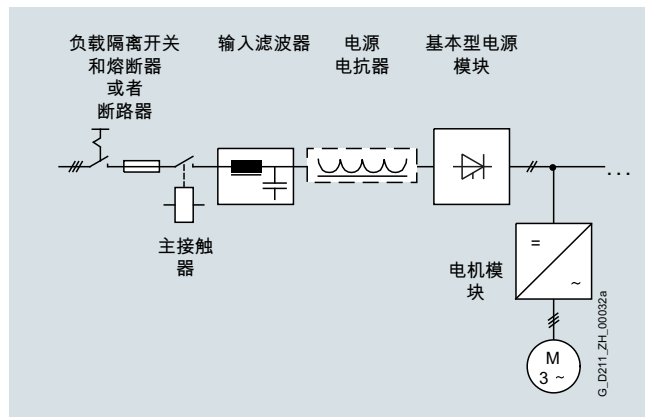 负载隔离开关
和熔断器
或者
断路器
输入滤波器
电源
电抗器
基本型电源
模块
...
主接触
器
=
~
电机模
块
M
3 ~
G_D211_ZH_00032a